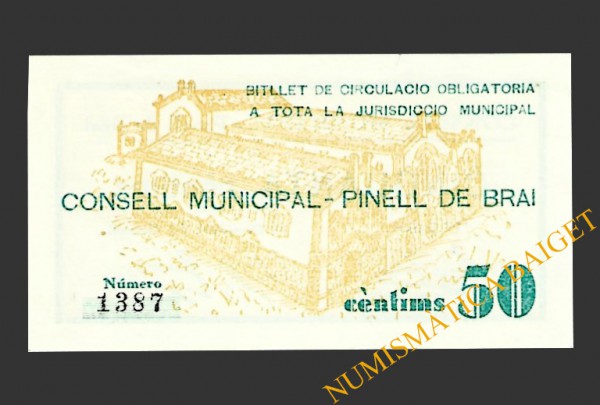 BITLLET DE CIRCULACIO OBLIGATORIA
A TOTA LA JURISDICCIO MUNICIPAL
CONSELL MUNICIPAL - PINELL DE BRAI
Número
1387
cèntims 50
NUMISMATICA BAIGET